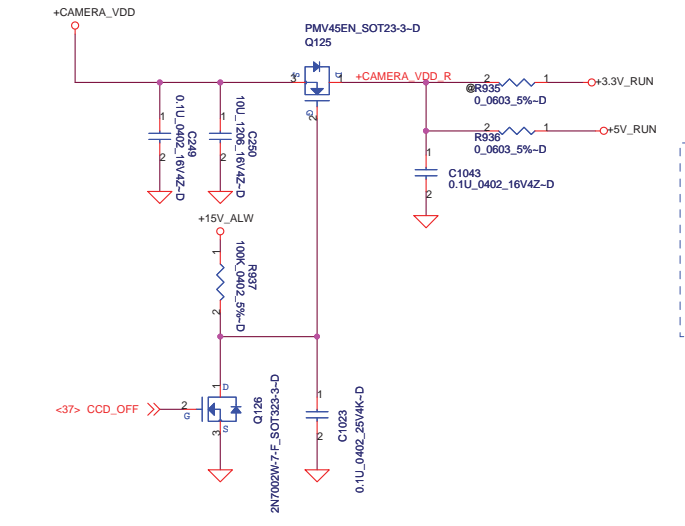 +CAMERA_VDD
PMV45EN_SOT23-3~D
Q125
S
3
D
1
+CAMERA_VDD_R
G
2
2
1
+3.3V_RUN
@R935
0_0603_5%~D
2
1
+5V_RUN
R936
0_0603_5%~D
1
2
C249
0.1U_0402_16V4Z~D
1
2
C260
10U_1206_16V4Z~D
1
2
C1043
0.1U_0402_16V4Z~D
+15V_ALW
1
2
R937
100K_0402_5%~D
<37> CCD_OFF
2
G
1
D
3
S
Q126
2N7002W-7-F_SOT323-3~D
1
2
C1023
0.1U_0402_25V4K~D